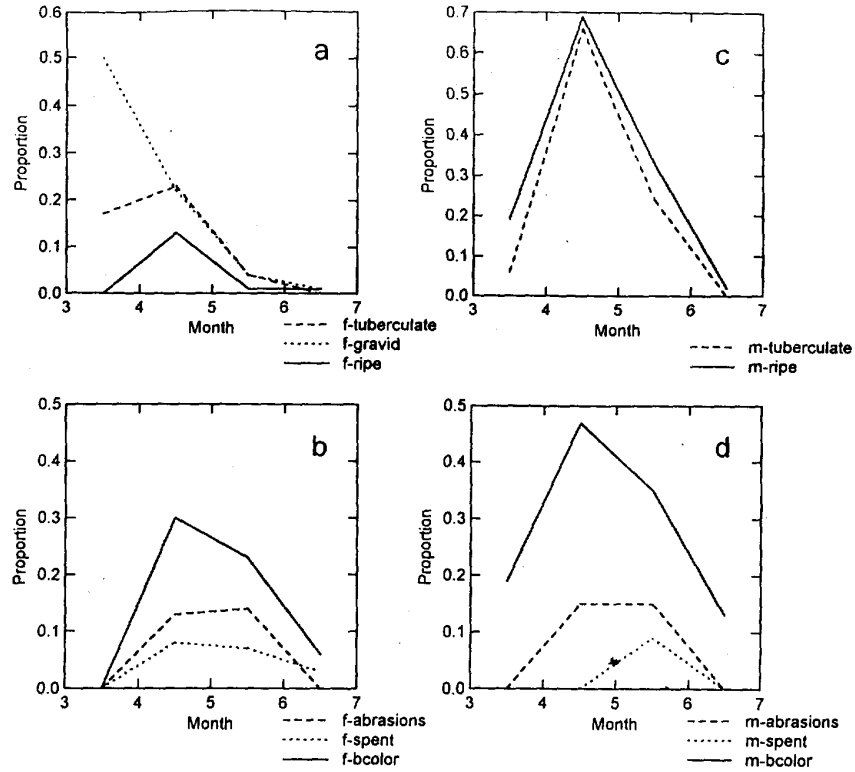 a
0.6
0.5
0.4
0.3
0.2
0.1
0.0
Proportion
3 4 5 6 7
Month
f-tuberculate
f-gravid
f-ripe
c
0.7
0.6
0.5
0.4
0.3
0.2
0.1
0.0
Proportion
3 4 5 6 7
Month
m-tuberculate
m-ripe
b
0.5
0.4
0.3
0.2
0.1
0.0
Proportion
3 4 5 6 7
Month
f-abrasions
f-spent
f-bcolor
d
0.5
0.4
0.3
0.2
0.1
0.0
Proportion
3 4 5 6 7
Month
m-abrasions
m-spent
m-bcolor